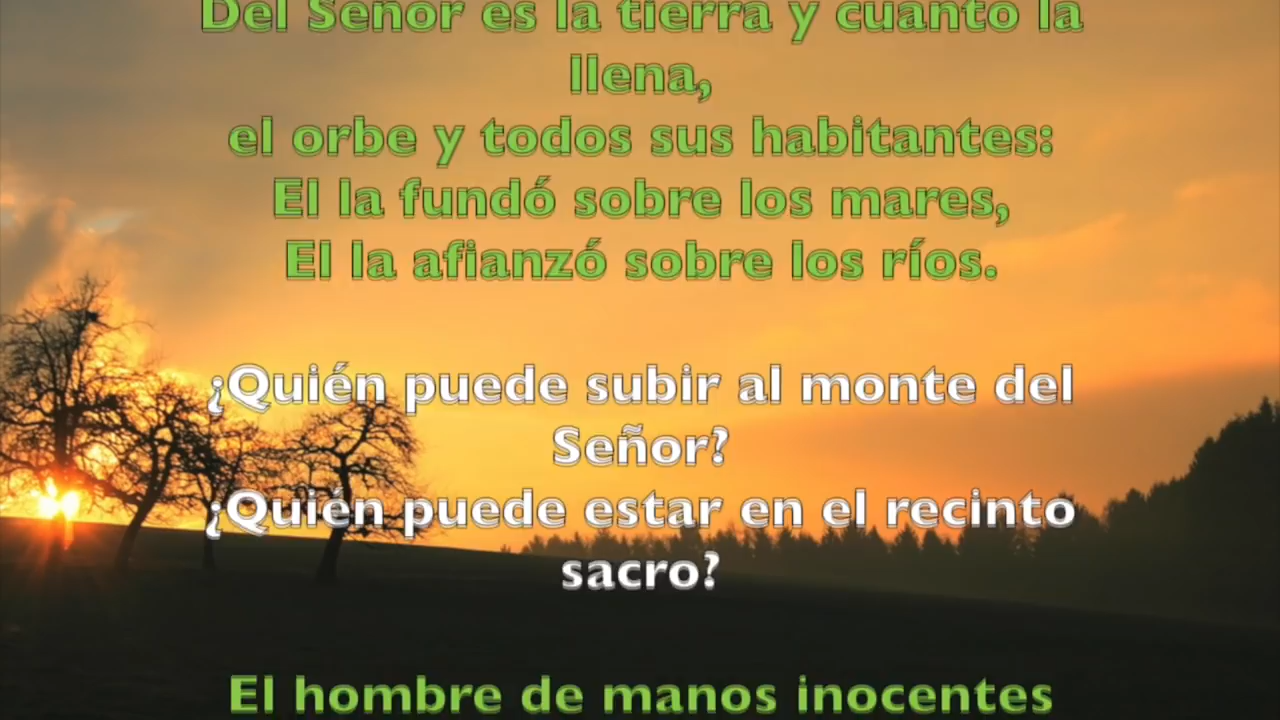 Del Señor es la tierra y cuanto la
llena,
el orbe y todos sus habitantes:
El la fundó sobre los mares,
El la afianzó sobre los ríos.
¿Quién puede subir al monte del
Señor?
¿Quién puede estar en el recinto
sacro?
El hombre de manos inocentes